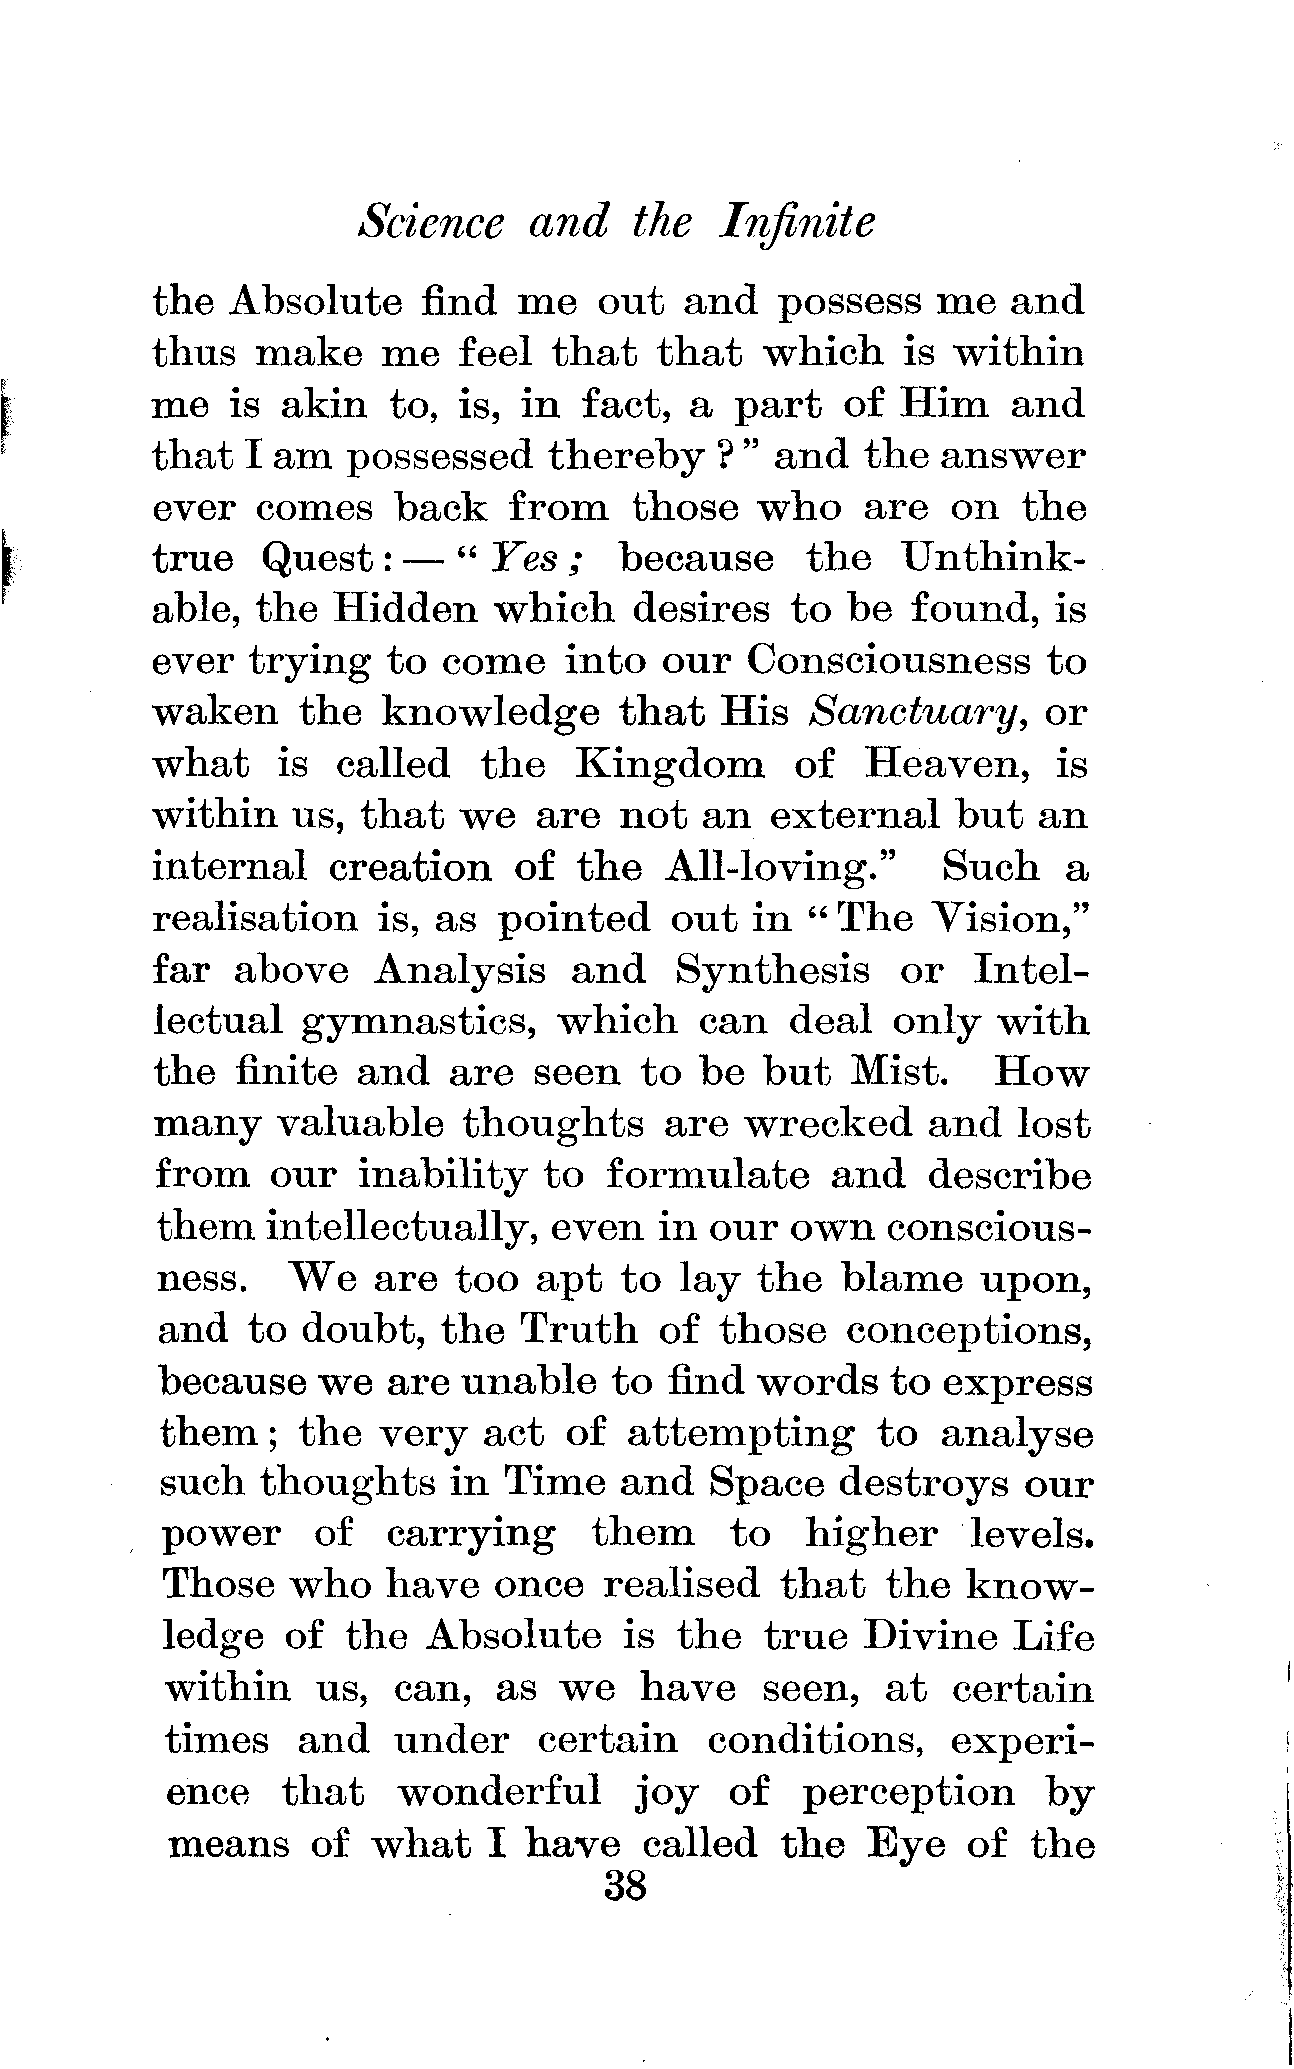 Science and the Infinite
the Absolute find me out and possess me and
thus make me feel that that which is within
me is akin to, is, in fact, a part of Him and
that I am possessed thereby ? ” and the answer
ever comes back from those who are on the
true Quest : — “ Yes ; because the Unthink-
able, the Hidden which desires to be found, is
ever trying to come into our Consciousness to
waken the knowledge that His Sanctuary, or
what is called the Kingdom of Heaven, is
within us, that we are not an external but an
internal creation of the All-loving.” Such a
realisation is, as pointed out in “ The Vision,”
far above Analysis and Synthesis or Intel-
lectual gymnastics, which can deal only with
the finite and are seen to be but Mist. How
many valuable thoughts are wrecked and lost
from our inability to formulate and describe
them intellectually, even in our own conscious-
ness. We are too apt to lay the blame upon,
and to doubt, the Truth of those conceptions,
because we are unable to find words to express
them ; the very act of attempting to analyse
such thoughts in Time and Space destroys our
power of carrying them to higher levels.
Those who have once realised that the know-
ledge of the Absolute is the true Divine Life
within us, can, as we have seen, at certain
times and under certain conditions, experi-
ence that wonderful joy of perception by
means of what I have called the Eye of the
38